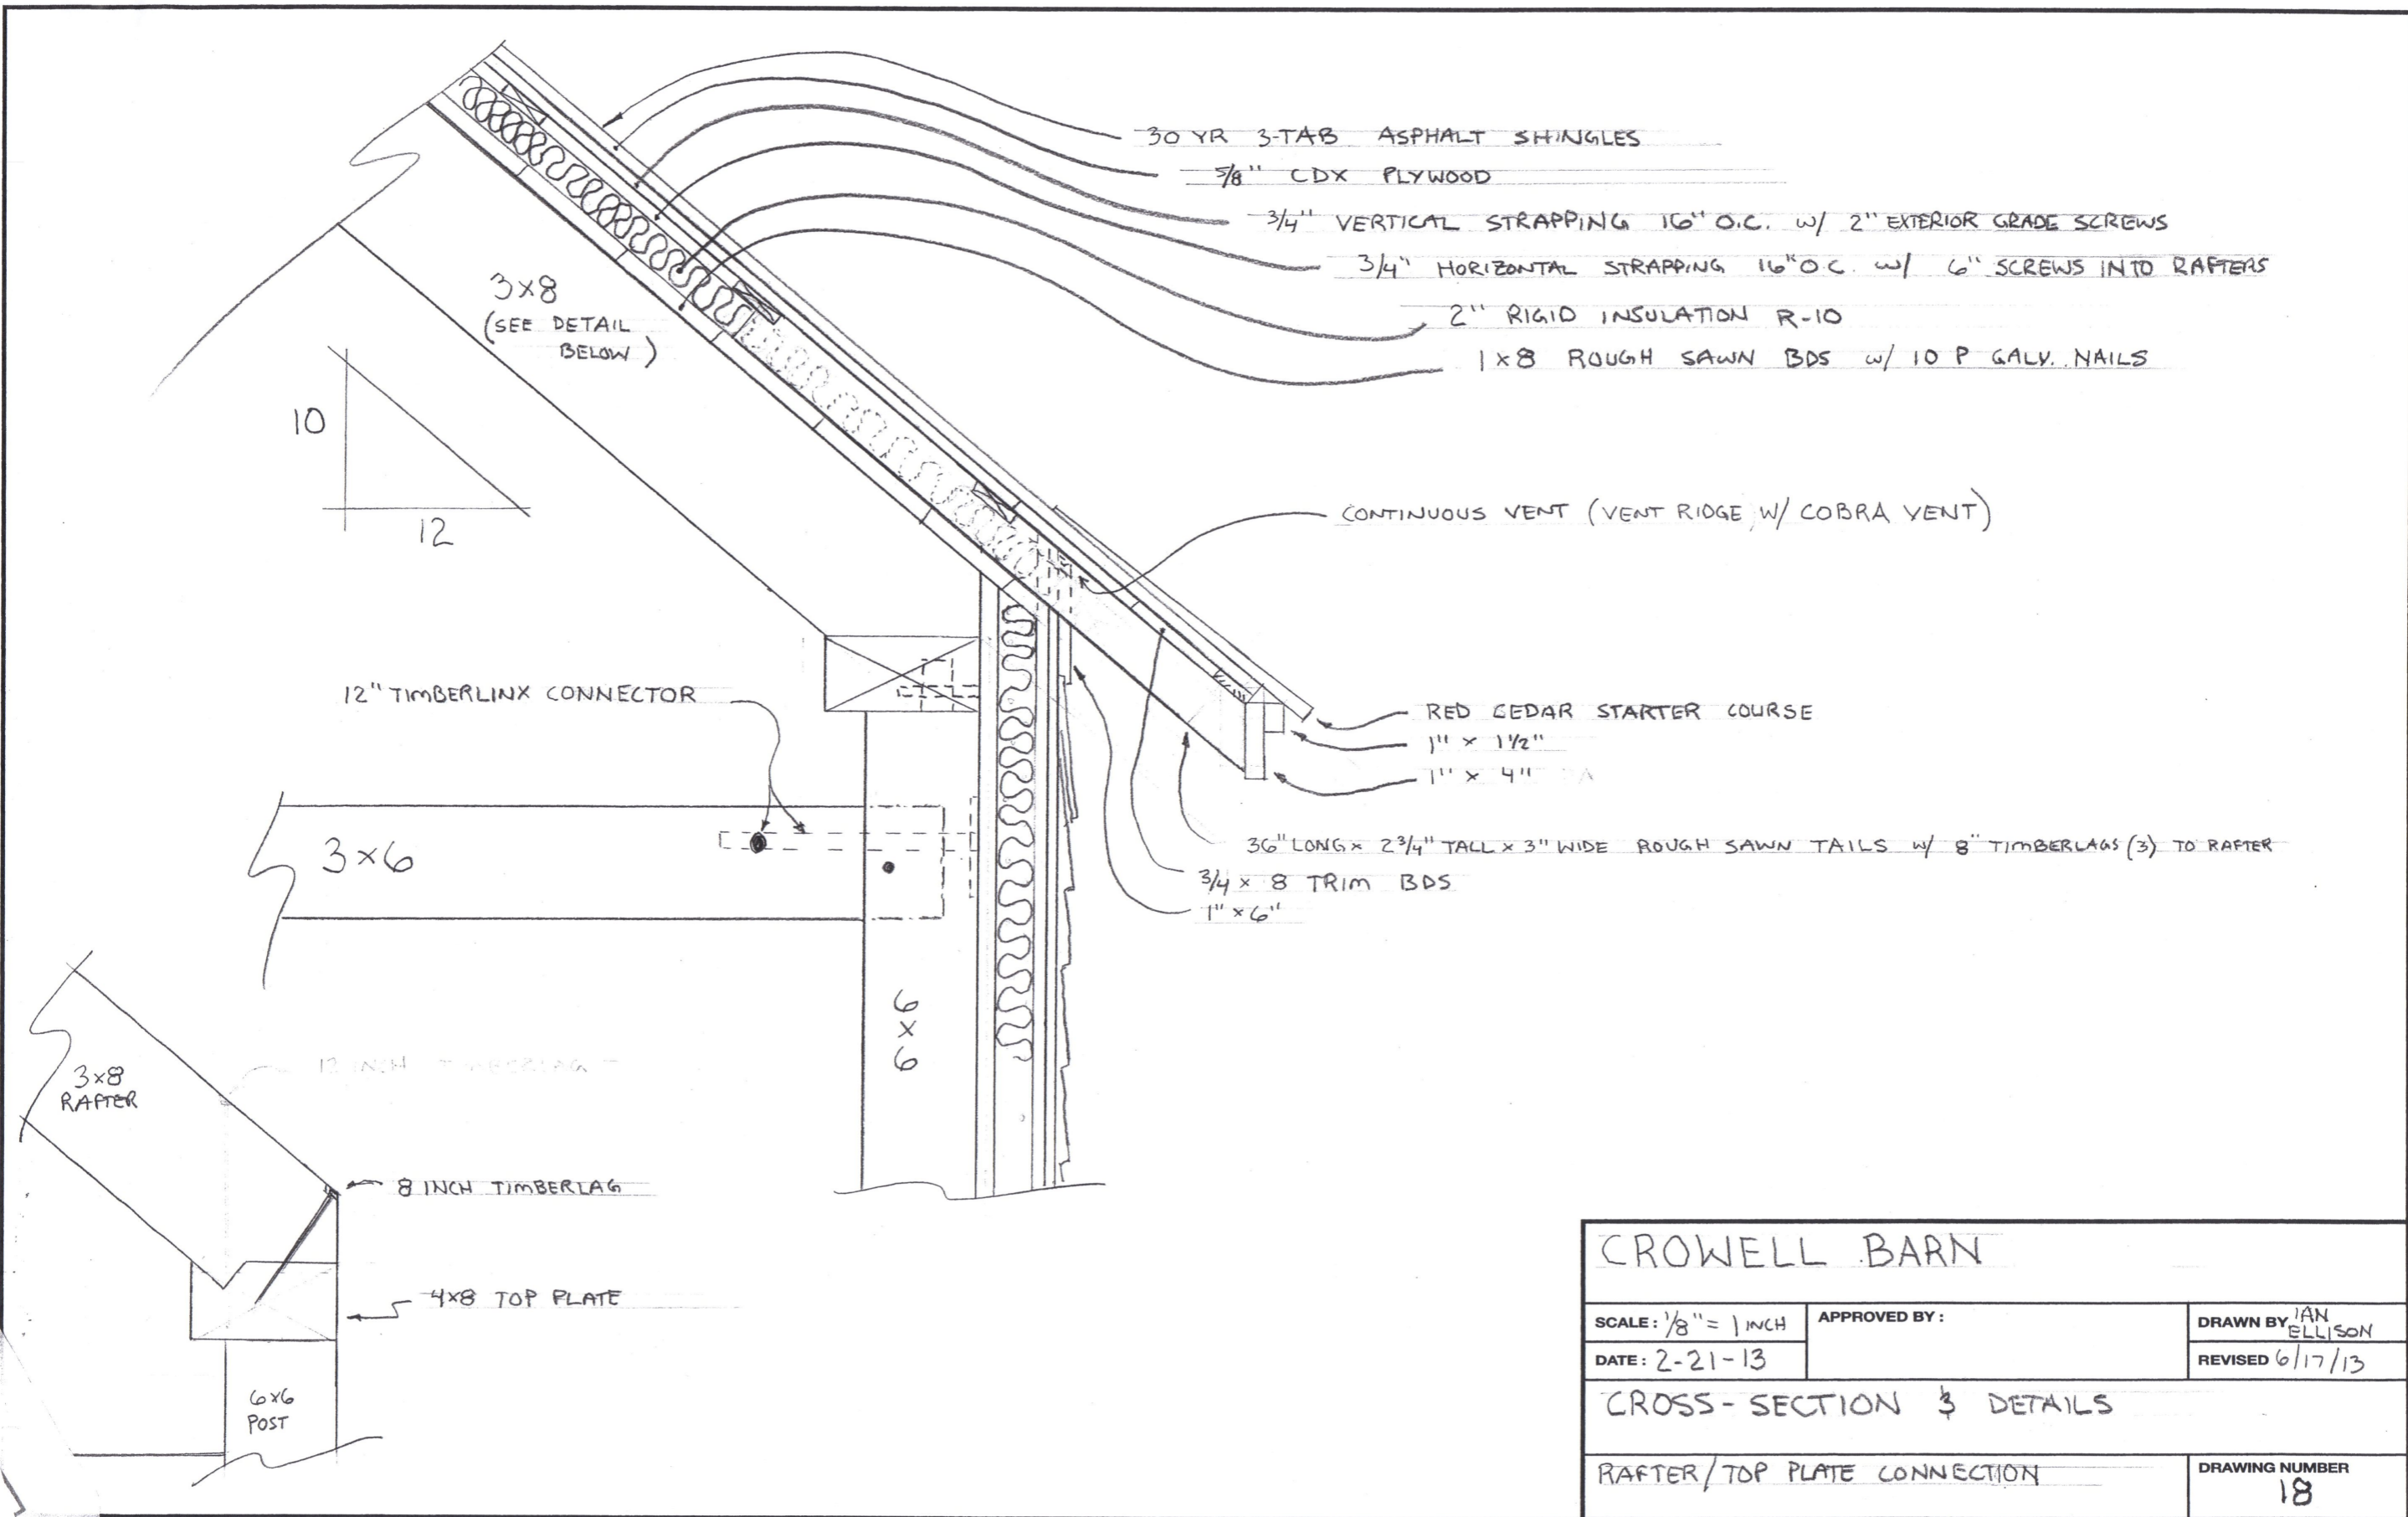 30 YR 3-TAB ASPHALT SHINGLES
5/8" CDX PLYWOOD
3/4" VERTICAL STRAPPING 16" O.C. w/ 2" EXTERIOR GRADE SCREWS
3/4" HORIZONTAL STRAPPING 16" O.C. w/ 6" SCREWS INTO RAFTERS
2" RIGID INSULATION R-10
1x8 ROUGH SAWN BDS w/ 10 P GALV. NAILS
3x8
(SEE DETAIL
BELOW)
10
12
CONTINUOUS VENT (VENT RIDGE W/ COBRA VENT)
12" TIMBERLINX CONNECTOR
RED CEDAR STARTER COURSE
1" x 1 1/2"
1" x 4"
3x6
36" LONG x 2 3/4" TALL x 3" WIDE ROUGH SAWN TAILS w/ 8" TIMBERLAGS (3) TO RAFTER
3/4 x 8 TRIM BDS
1" x 6"
6x6
3x8
RAFTER
8 INCH TIMBERLAG
4x8 TOP PLATE
6x6
POST
CROWELL BARN
SCALE: 1/8" = 1 INCH
APPROVED BY:
DRAWN BY IAN
ELLISON
DATE: 2-21-13
REVISED 6/17/13
CROSS-SECTION & DETAILS
RAFTER/TOP PLATE CONNECTION
DRAWING NUMBER
18